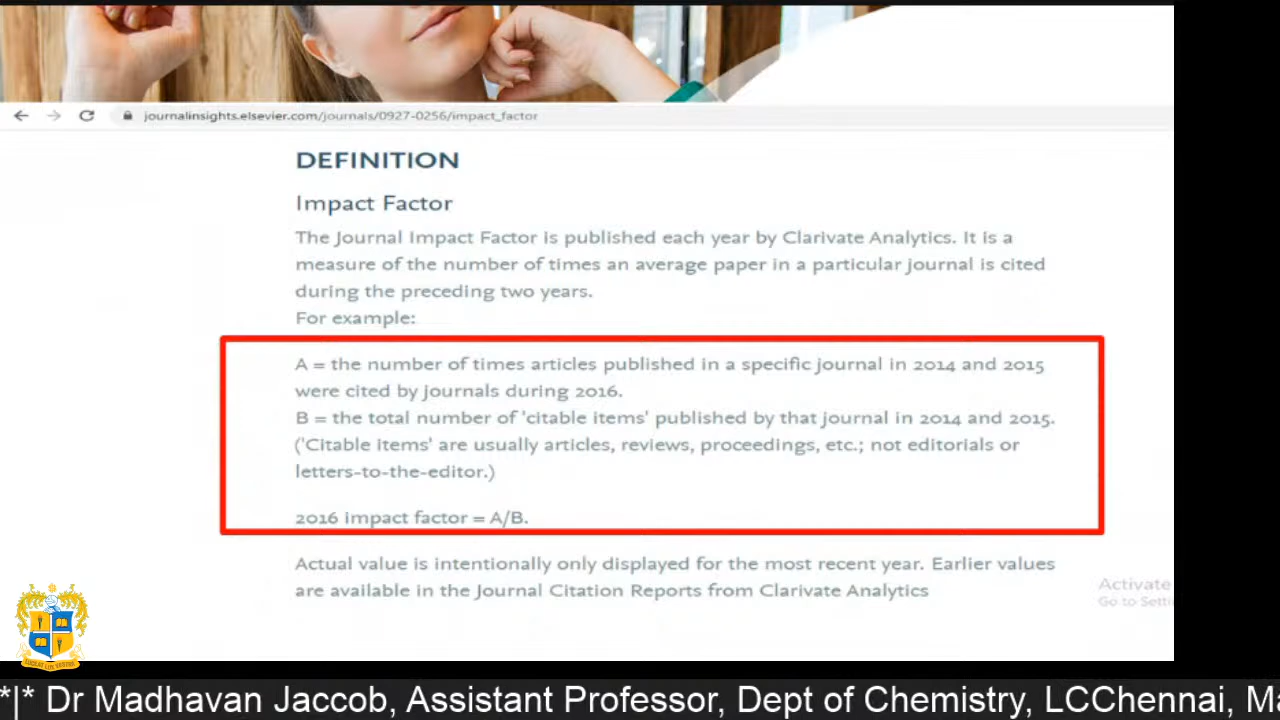 journalinsights.elsevier.com/journals/0927-0256/impact_factor
DEFINITION
Impact Factor
The Journal Impact Factor is published each year by Clarivate Analytics. It is a
measure of the number of times an average paper in a particular journal is cited
during the preceding two years.
For example:
A = the number of times articles published in a specific journal in 2014 and 2015
were cited by journals during 2016.
B = the total number of 'citable items' published by that journal in 2014 and 2015.
('Citable items' are usually articles, reviews, proceedings, etc.; not editorials or
letters-to-the-editor.)
2016 impact factor = A/B.
Actual value is intentionally only displayed for the most recent year. Earlier values
are available in the Journal Citation Reports from Clarivate Analytics
Activate
Go to Setti
*|* Dr Madhavan Jaccob, Assistant Professor, Dept of Chemistry, LCChennai, Ma